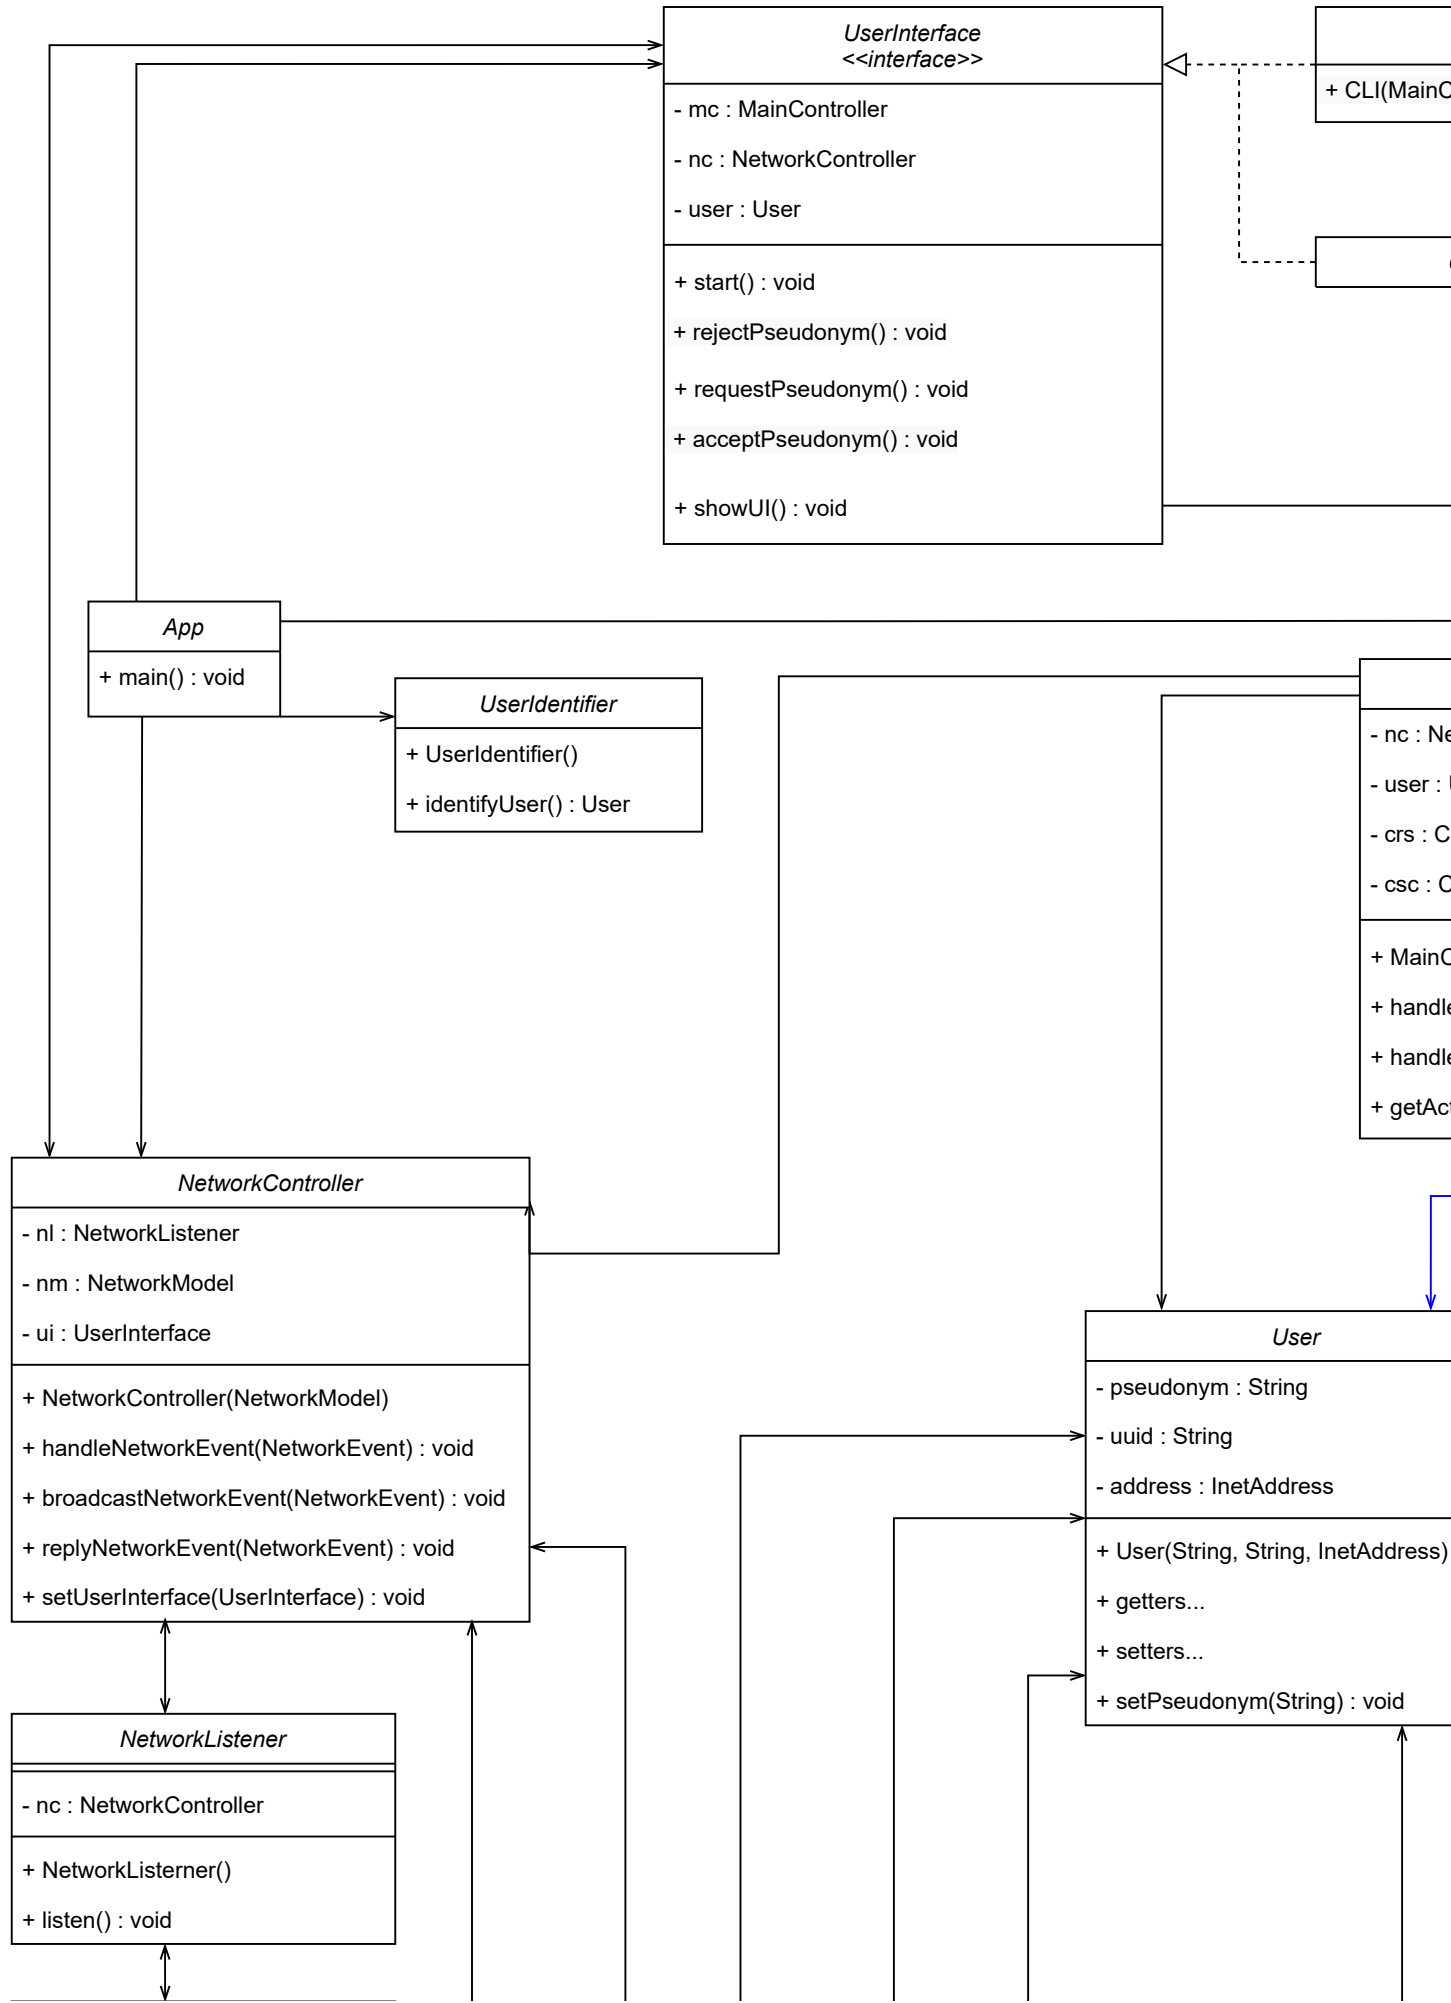 UserInterface
<<interface>>
- mc : MainController
- nc : NetworkController
- user : User
+ start() : void
+ rejectPseudonym() : void
+ requestPseudonym() : void
+ acceptPseudonym() : void
+ showUI() : void
+ CLI(MainC
App
+ main() : void
UserIdentifier
+ UserIdentifier()
+ identifyUser() : User
- nc : Ne
- user : U
- crs : C
- csc : C
+ MainC
+ handle
+ handle
+ getAct
NetworkController
- nl : NetworkListener
- nm : NetworkModel
- ui : UserInterface
+ NetworkController(NetworkModel)
+ handleNetworkEvent(NetworkEvent) : void
+ broadcastNetworkEvent(NetworkEvent) : void
+ replyNetworkEvent(NetworkEvent) : void
+ setUserInterface(UserInterface) : void
User
- pseudonym : String
- uuid : String
- address : InetAddress
+ User(String, String, InetAddress)
+ getters...
+ setters...
+ setPseudonym(String) : void
NetworkListener
- nc : NetworkController
+ NetworkListerner()
+ listen() : void